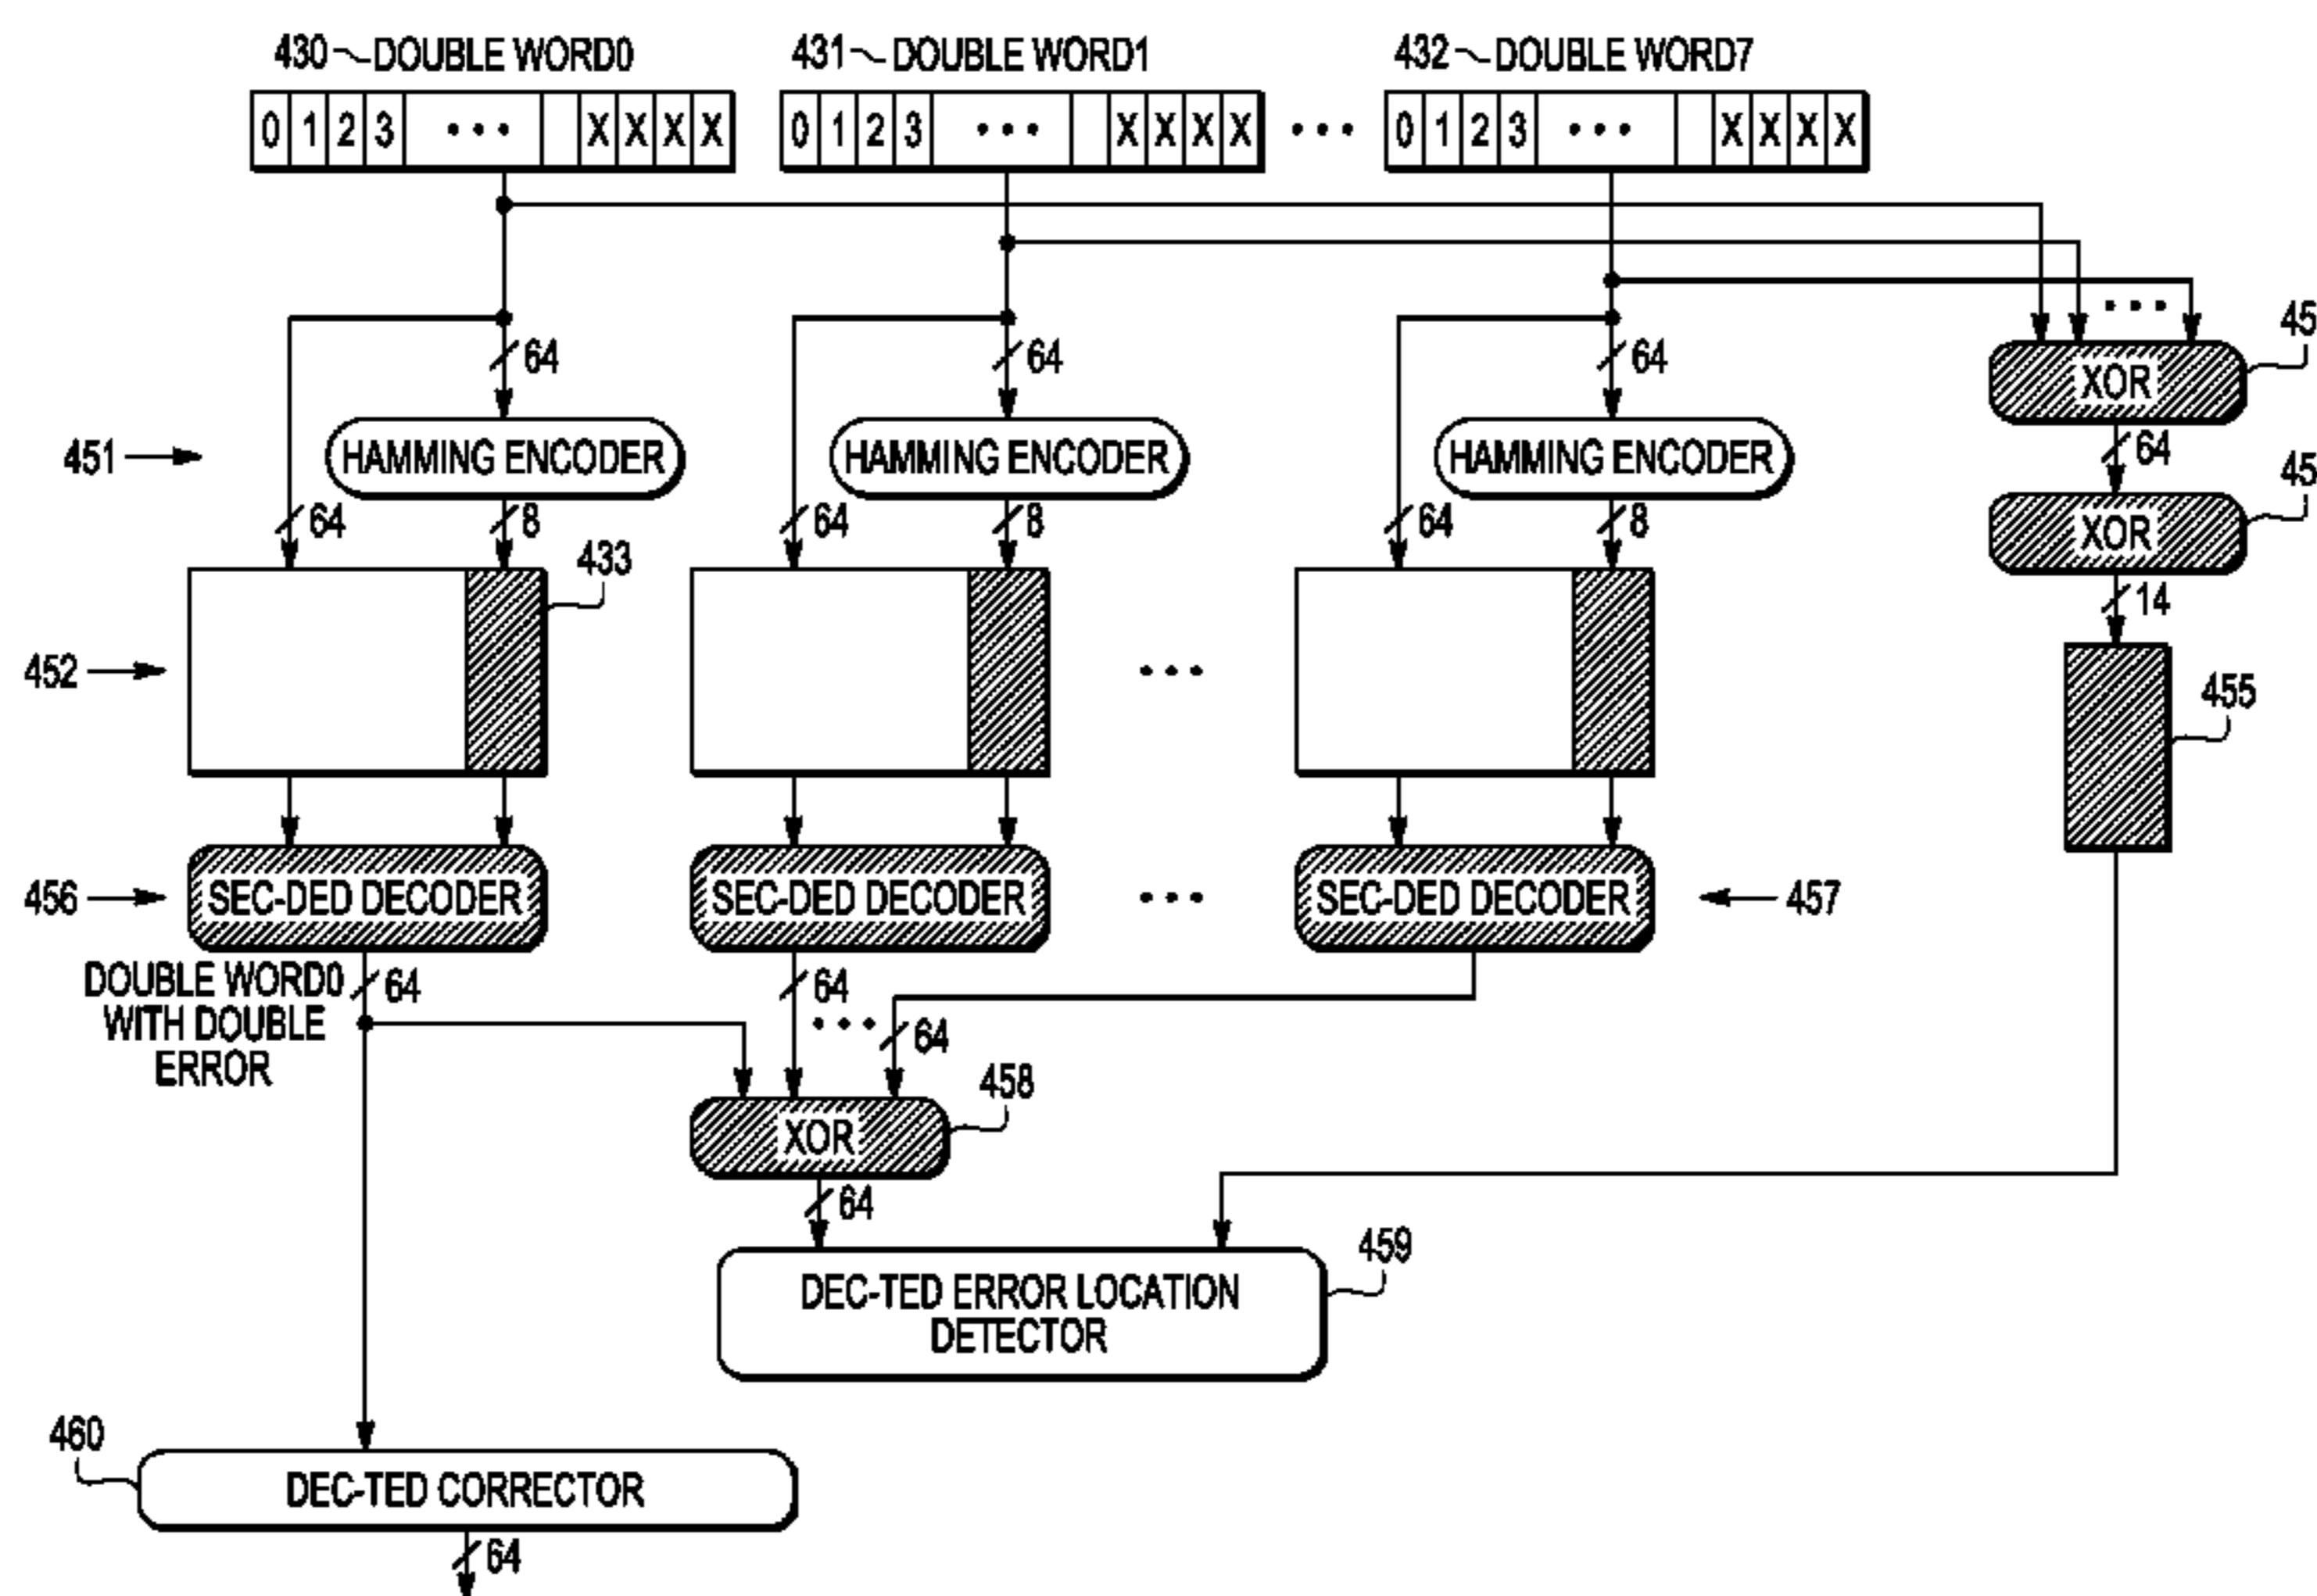 430 DOUBLE WORD0 431 DOUBLE WORD1 432 DOUBLE WORD7
0 1 2 3 ••• X X X X 0 1 2 3 ••• X X X X ••• 0 1 2 3 ••• X X X X
•••
64 64 64 45
XOR
451 HAMMING ENCODER HAMMING ENCODER HAMMING ENCODER 64 45
64 8 64 8 64 8 XOR
433 14
452 ••• 455
456 SEC-DED DECODER SEC-DED DECODER ••• SEC-DED DECODER 457
DOUBLE WORD0 64 64
WITH DOUBLE ••• 64
ERROR
458
XOR
64
459
DEC-TED ERROR LOCATION
DETECTOR
460
DEC-TED CORRECTOR
64